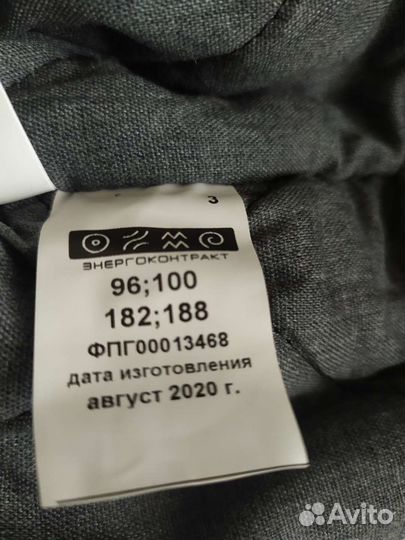 3
ЭНЕРГОКОНТРАКТ
96;100
182;188
ФПГ00013468
дата изготовления
август 2020 г.
Avito